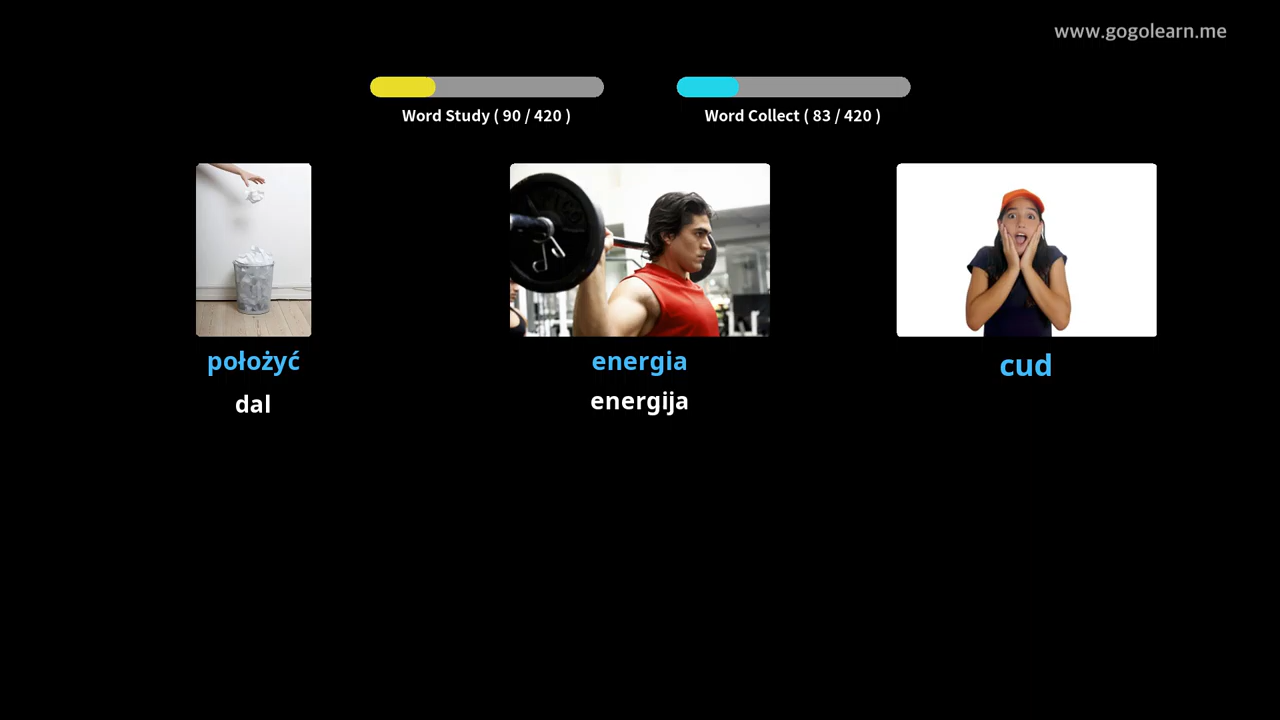 www.gogolearn.me
Word Study ( 90 / 420 )
Word Collect ( 83 / 420 )
położyć
dal
energia
energija
cud